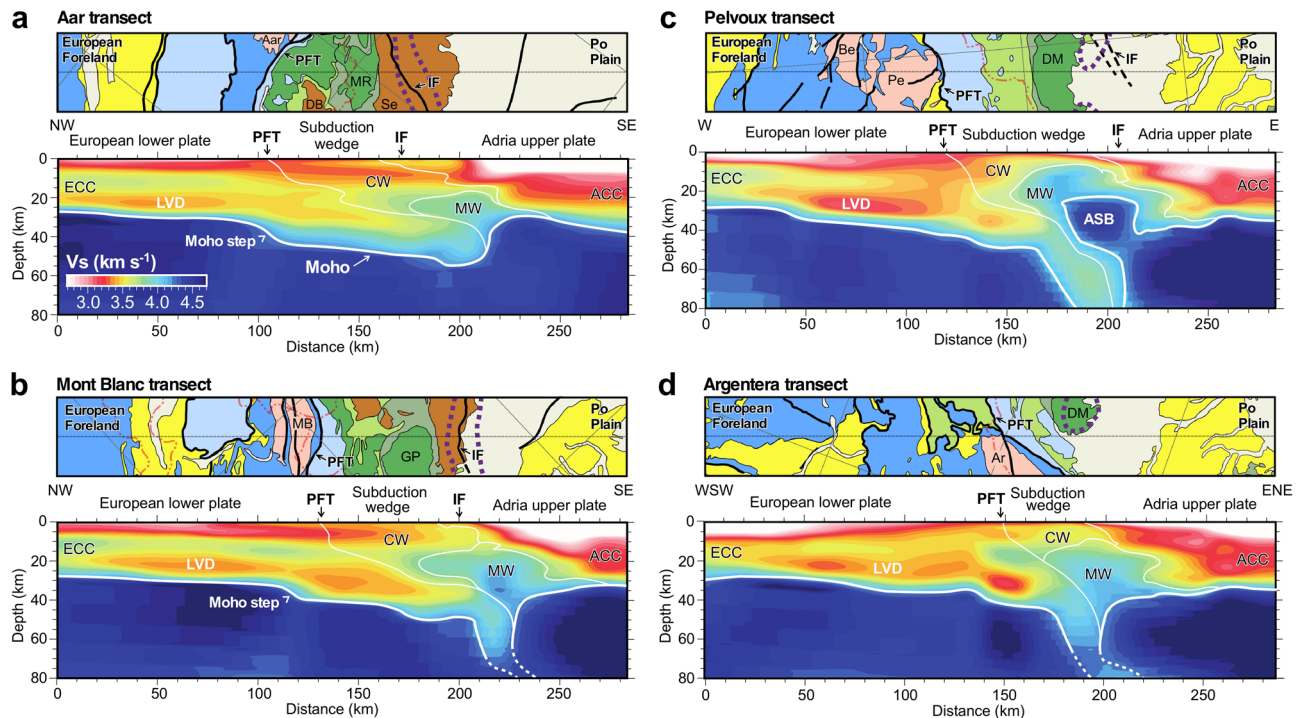 a Aar transect
European Foreland
Aar
PFT
MR
DB
Se
IF
Po Plain
NW
European lower plate
PFT
Subduction wedge
IF
Adria upper plate
SE
ECC
LVD
CW
MW
ACC
Moho step
Moho
Vs (km s-1)
3.0 3.5 4.0 4.5
Depth (km)
0
20
40
60
80
0 50 100 150 200 250
Distance (km)
c Pelvoux transect
European Foreland
Be
Pe
PFT
DM
IF
Po Plain
W
European lower plate
PFT
Subduction wedge
IF
Adria upper plate
E
ECC
LVD
CW
MW
ASB
ACC
Depth (km)
0
20
40
60
80
0 50 100 150 200 250
Distance (km)
b Mont Blanc transect
European Foreland
MB
PFT
GP
IF
Po Plain
NW
European lower plate
PFT
Subduction wedge
IF
Adria upper plate
SE
ECC
LVD
CW
MW
ACC
Moho step
Depth (km)
0
20
40
60
80
0 50 100 150 200 250
Distance (km)
d Argentera transect
European Foreland
PFT
Ar
DM
Po Plain
WSW
European lower plate
PFT
Subduction wedge
Adria upper plate
ENE
ECC
LVD
CW
MW
ACC
Depth (km)
0
20
40
60
80
0 50 100 150 200 250
Distance (km)